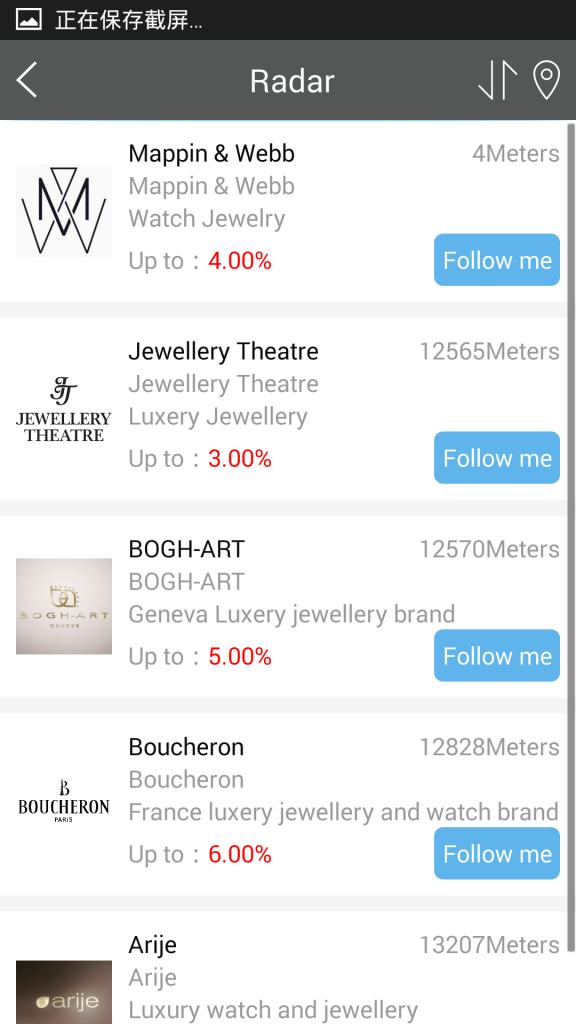 正在保存截屏...
Radar
Mappin & Webb
4Meters
Mappin & Webb
Watch Jewelry
Up to : 4.00%
Follow me
JEWELLERY
THEATRE
Jewellery Theatre
12565Meters
Jewellery Theatre
Luxery Jewellery
Up to : 3.00%
Follow me
BOGH-ART
GENEVE
BOGH-ART
12570Meters
BOGH-ART
Geneva Luxery jewellery brand
Up to : 5.00%
Follow me
B
BOUCHERON
PARIS
Boucheron
12828Meters
Boucheron
France luxery jewellery and watch brand
Up to : 6.00%
Follow me
arije
Arije
13207Meters
Arije
Luxury watch and jewellery